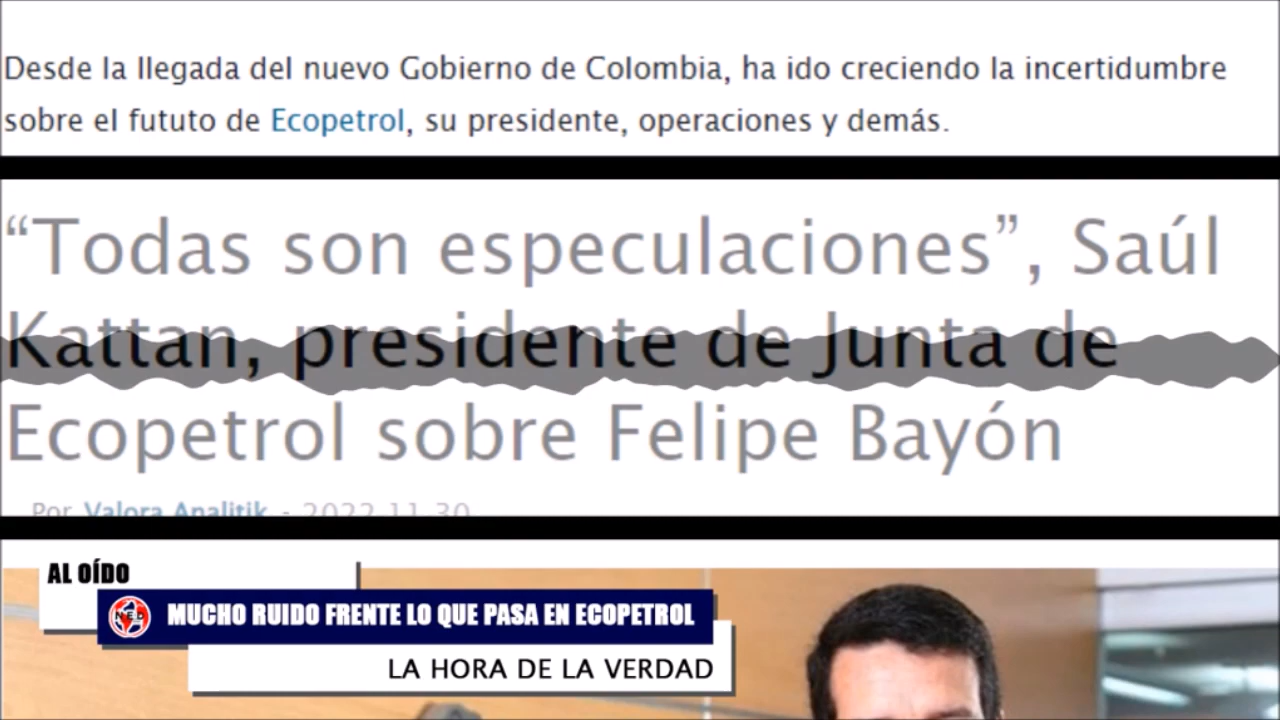 Desde la llegada del nuevo Gobierno de Colombia, ha ido creciendo la incertidumbre
sobre el fututo de Ecopetrol, su presidente, operaciones y demás.
“Todas son especulaciones”, Saúl
Kattan, presidente de Junta de
Ecopetrol sobre Felipe Bayón
Por Valora Analitik - 2022-11-30
AL OÍDO
MUCHO RUIDO FRENTE LO QUE PASA EN ECOPETROL
LA HORA DE LA VERDAD